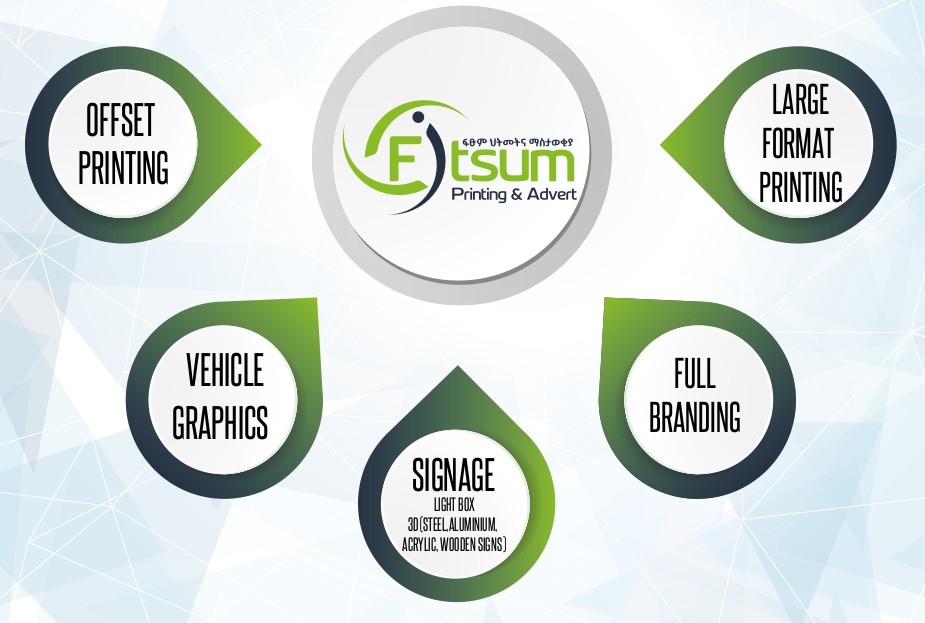 OFFSET
PRINTING
ፍፁም ህትመትና ማስታወቂያ
Fitsum
Printing & Advert
LARGE
FORMAT
PRINTING
VEHICLE
GRAPHICS
SIGNAGE
LIGHT BOX
3D(STEEL,ALUMINIUM,
ACRYLIC, WOODEN SIGNS)
FULL
BRANDING